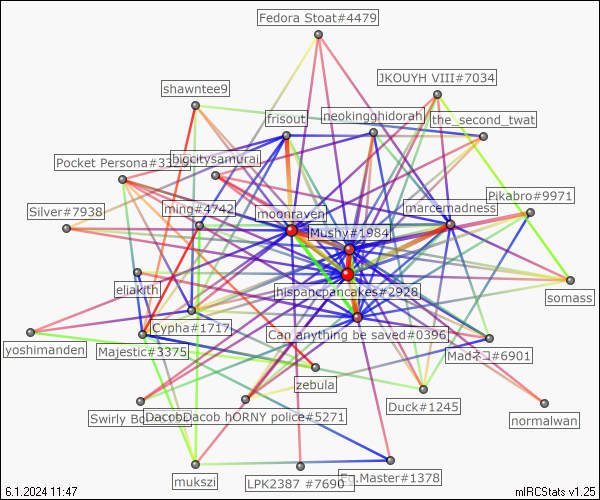 Fedora Stoat#4479
JKOUYH VIII#7034
shawntee9
frisout
neokingghidorah
the_second_twat
Pocket Persona#3329
bigcitysamurai
Pikabro#9971
Silver#7938
ming#4742
moonraven
marcemadness
Mushy#1984
eliakith
hispancpancakes#2928
somass
Cypha#1717
Can anything be saved#0396
yoshimanden
Majestic#3375
Madネコ#6901
zebula
Swirly
DacobDacob hORNY police#5271
Duck#1245
normalwan
mukszi
LPK2387 #7690
Eg.Master#1378
6.1.2024 11:47
mIRCStats v1.25